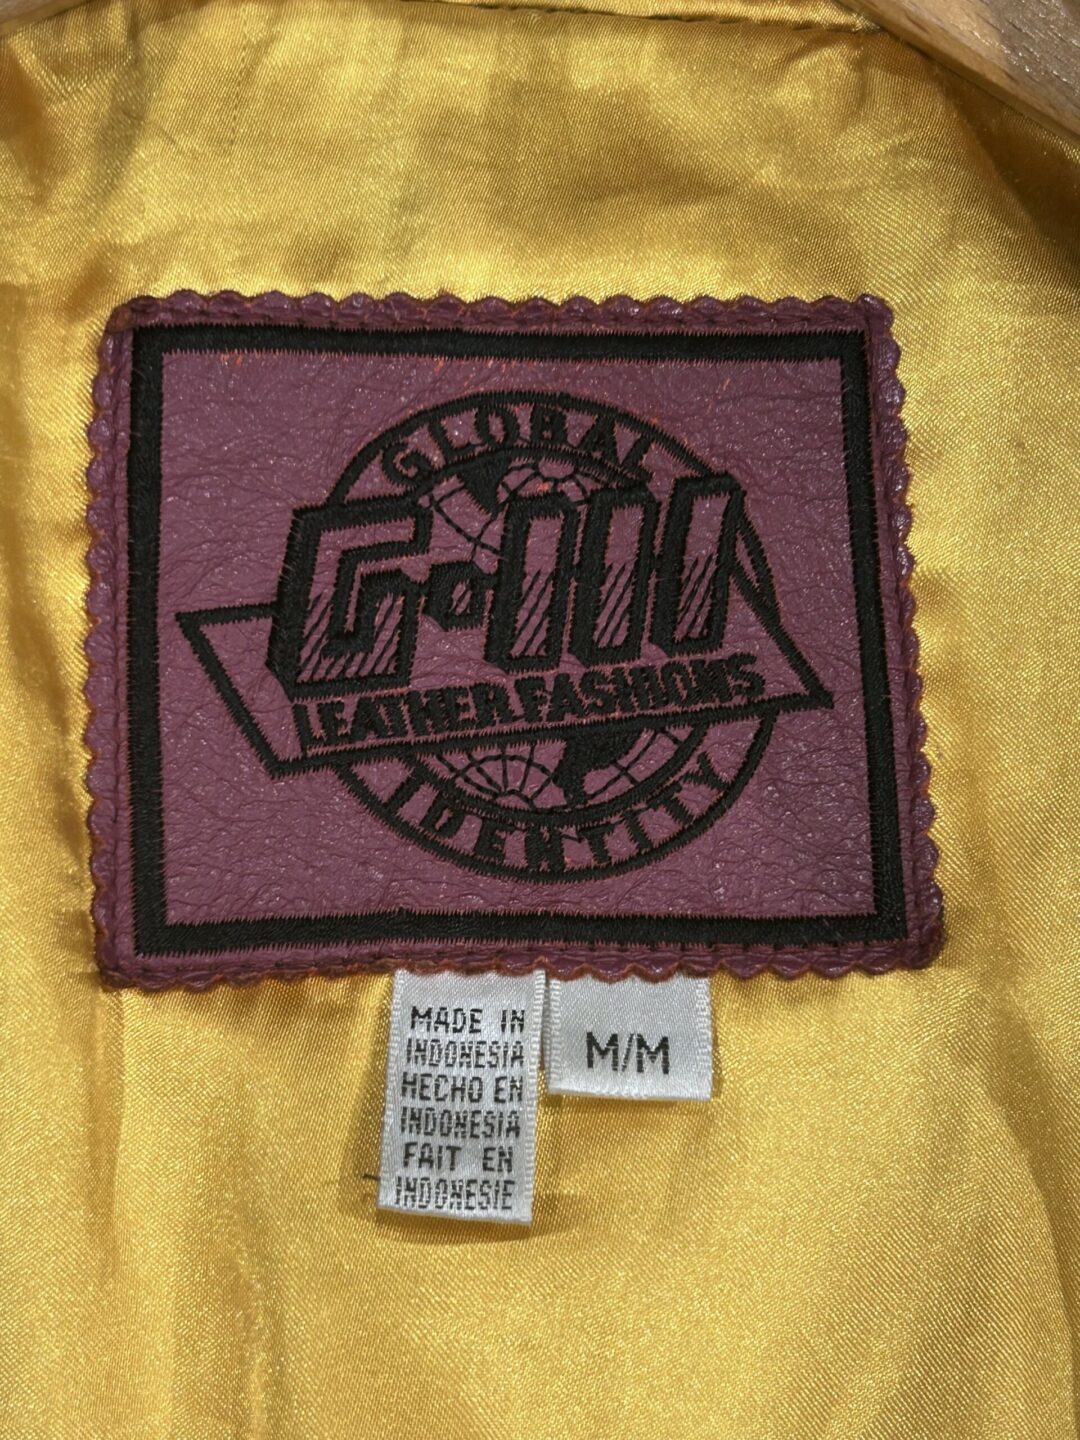 GLOBAL
G-III
LEATHER FASHIONS
IDENTITY
MADE IN
INDONESIA
HECHO EN
INDONESIA
FAIT EN
INDONESIE
M/M